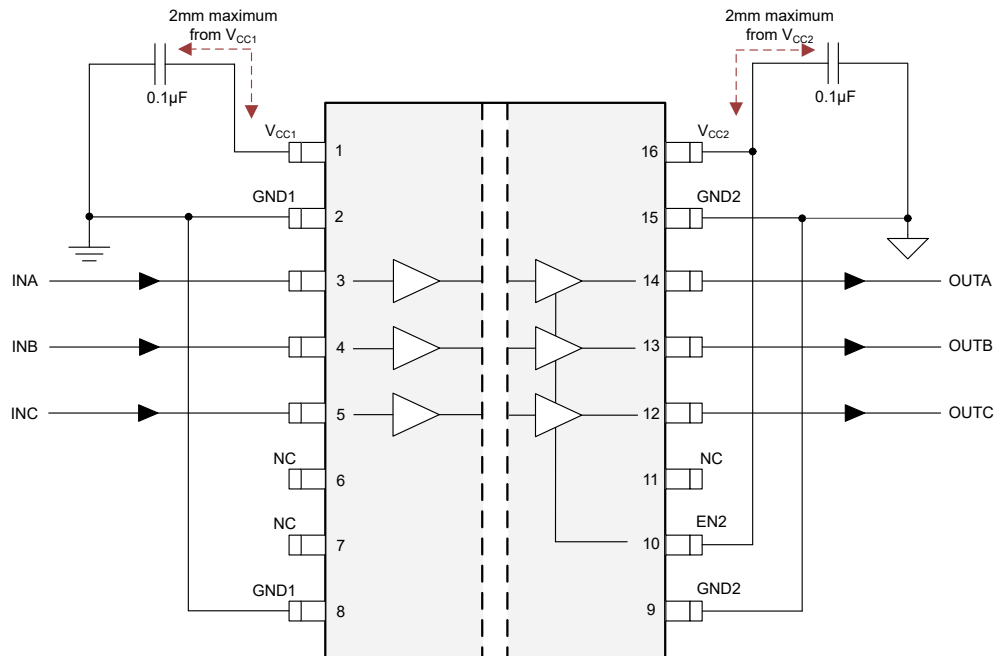 2mm maximum
from VCC1
2mm maximum
from VCC2
0.1µF
0.1µF
VCC1
1
16
VCC2
GND1
2
15
GND2
INA
3
14
OUTA
INB
4
13
OUTB
INC
5
12
OUTC
NC
6
11
NC
NC
7
10
EN2
GND1
8
9
GND2